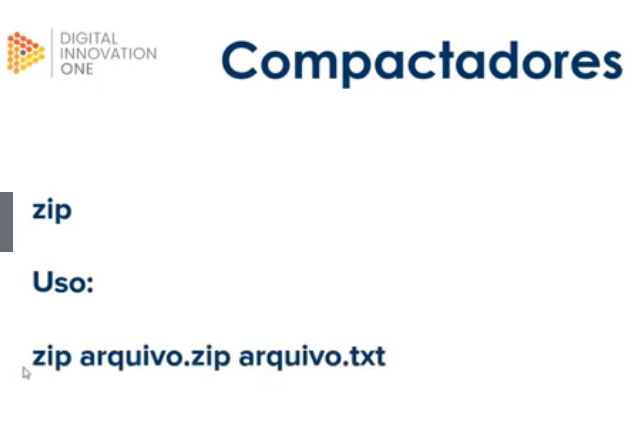 DIGITAL
INNOVATION
ONE
Compactadores
zip
Uso:
zip arquivo.zip arquivo.txt